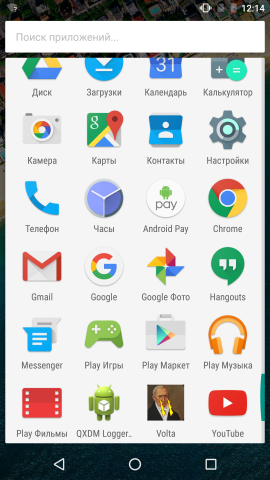 12:14
Поиск приложений...
31
Диск Загрузки Календарь Калькулятор
Камера Карты Контакты Настройки
pay
Телефон Часы Android Pay Chrome
Gmail Google Google Фото Hangouts
Messenger Play Игры Play Маркет Play Музыка
Play Фильмы QXDM Logger.. Volta YouTube